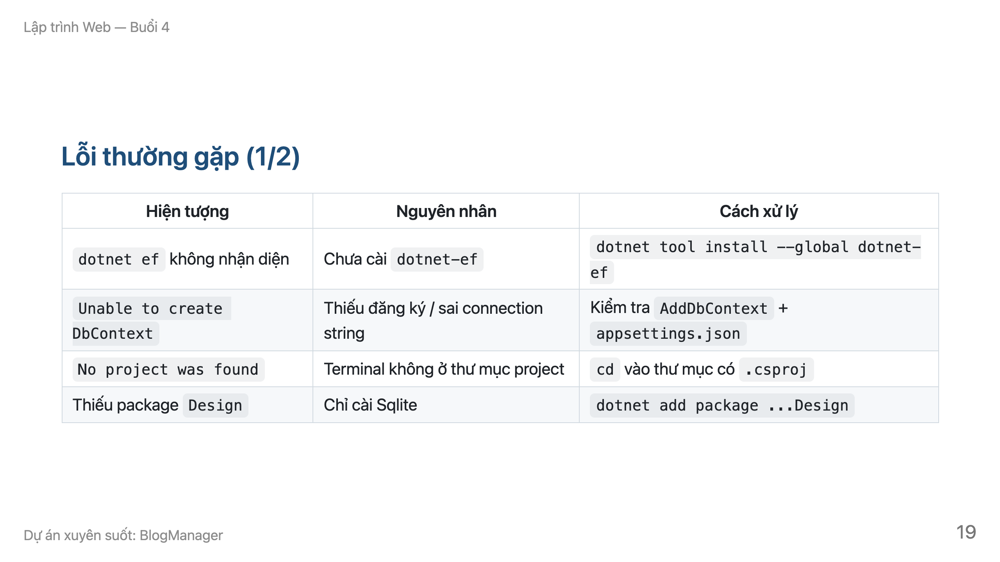 Lập trình Web — Buổi 4
Lỗi thường gặp (1/2)
Hiện tượng
Nguyên nhân
Cách xử lý
dotnet ef không nhận diện
Chưa cài dotnet-ef
dotnet tool install --global dotnet-
ef
Unable to create
DbContext
Thiếu đăng ký / sai connection
string
Kiểm tra AddDbContext +
appsettings.json
No project was found
Terminal không ở thư mục project
cd vào thư mục có .csproj
Thiếu package Design
Chỉ cài Sqlite
dotnet add package ...Design
Dự án xuyên suốt: BlogManager
19